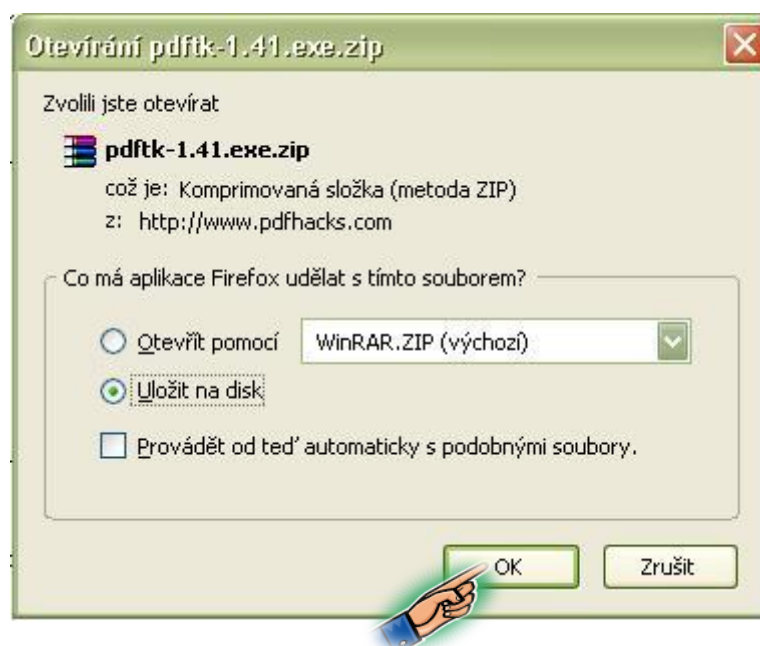 Otevírání pdftk-1.41.exe.zip
Zvolili jste otevírat
pdftk-1.41.exe.zip
což je: Komprimovaná složka (metoda ZIP)
z: http://www.pdfhacks.com
Co má aplikace Firefox udělat s tímto souborem?
Otevřít pomocí WinRAR.ZIP (výchozí)
Uložit na disk
Provádět od teď automaticky s podobnými soubory.
OK Zrušit